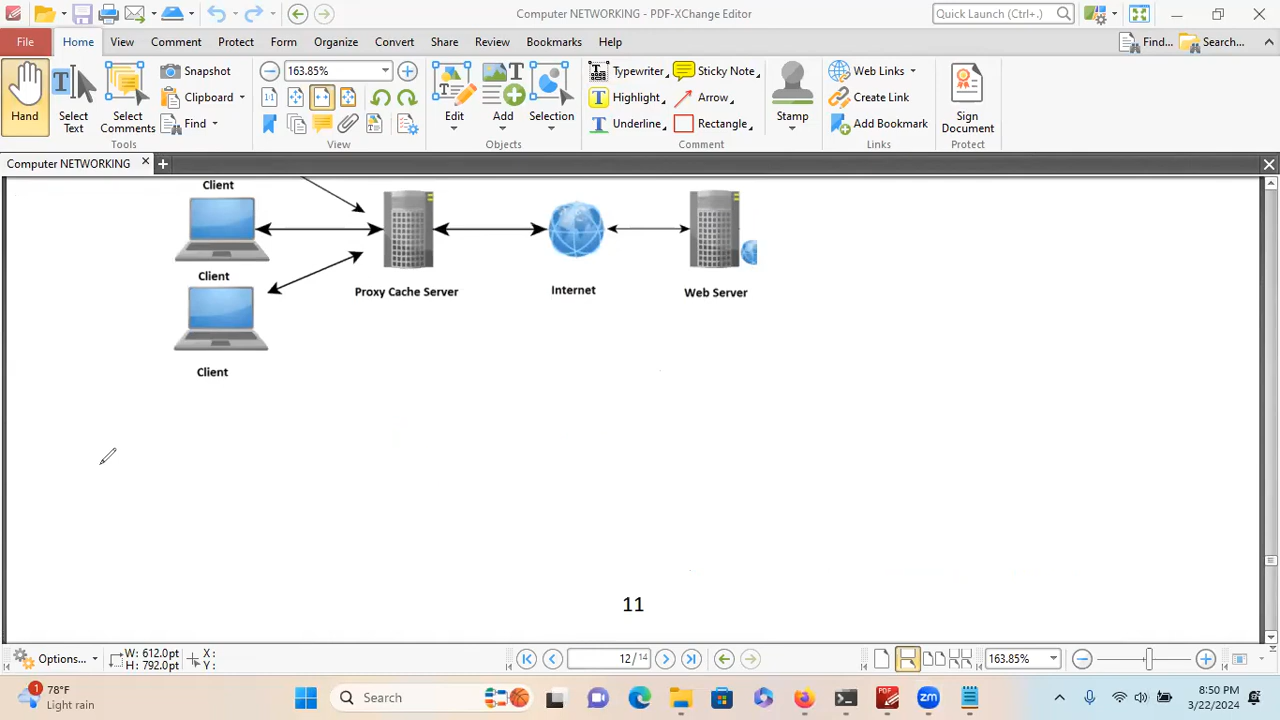 Computer NETWORKING - PDF-XChange Editor
Quick Launch (Ctrl+.)
File Home View Comment Protect Form Organize Convert Share Review Bookmarks Help
Find... Search...
Hand
Select Text
Select Comments
Snapshot
Clipboard
Find
Tools
163.85%
View
Edit
Add
Selection
Objects
Typewriter
Highlight
Underline
Sticky Note
Arrow
Rectangle
Stamp
Comment
Web Links
Create Link
Add Bookmark
Links
Sign Document
Protect
Computer NETWORKING
Client
Client
Proxy Cache Server
Internet
Web Server
Client
11
Options...
W: 612.0pt
H: 792.0pt
X:
Y:
12/14
163.85%
1
78°F
Light rain
Search
PDF
zm
8:50 PM
3/22/2024